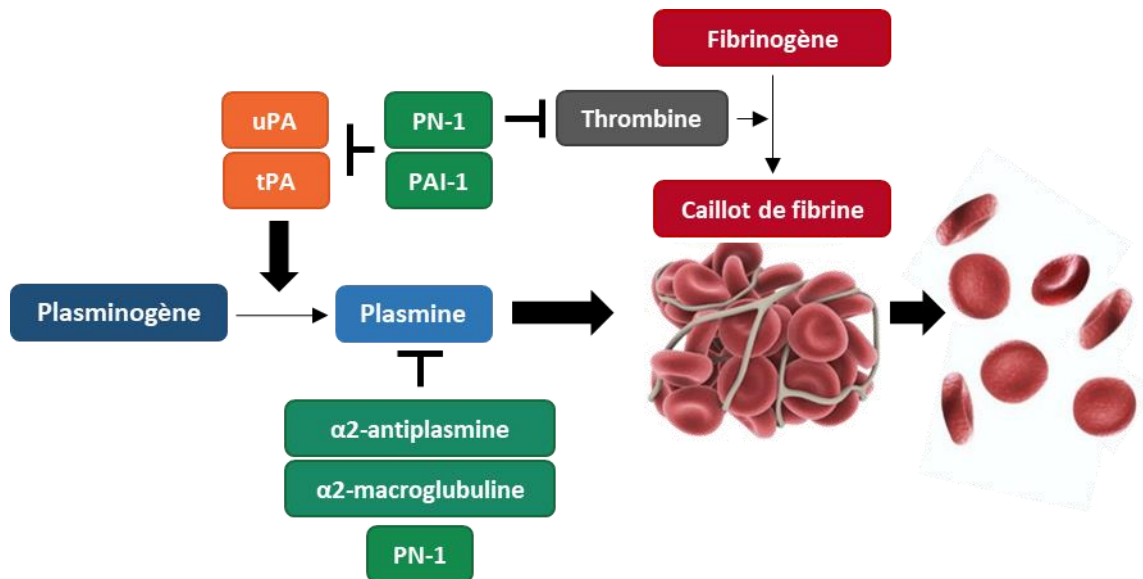 Fibrinogène
uPA
PN-1
Thrombine
tPA
PAI-1
Caillot de fibrine
Plasminogène
Plasmine
α2-antiplasmine
α2-macroglubuline
PN-1